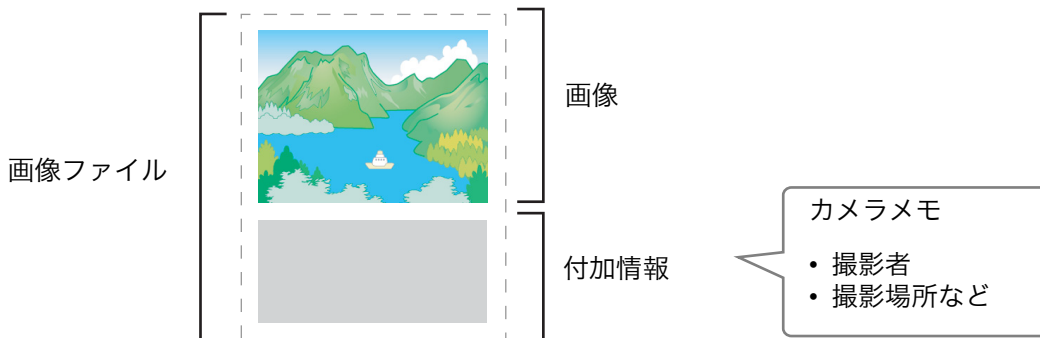 画像
画像ファイル
カメラメモ
付加情報
• 撮影者
• 撮影場所など